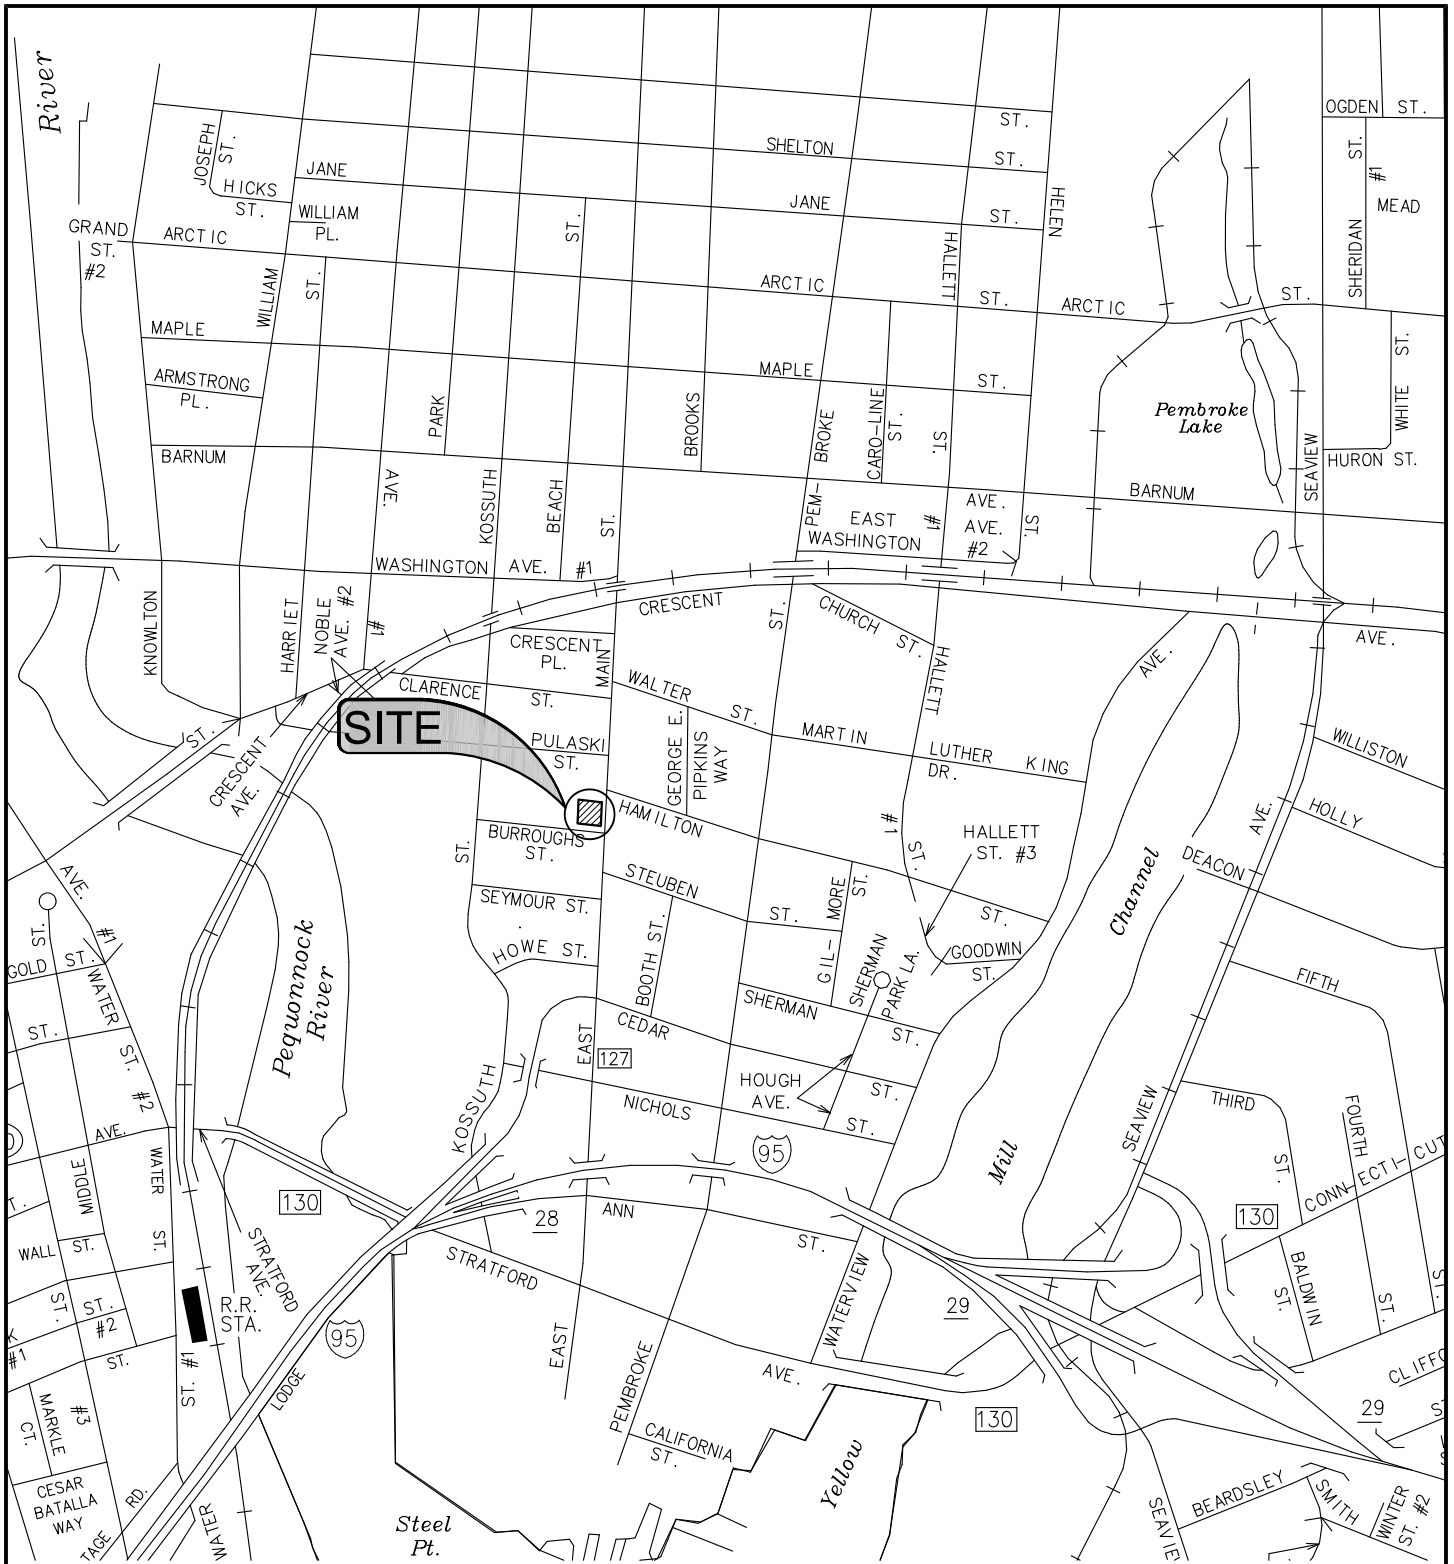 River
OGDEN ST.
ST.
JOSEPH
ST.
SHELTON
ST.
ST.
#1
JANE
HICKS
ST.
HELEN
MEAD
WILLIAM
PL.
JANE
ST.
GRAND
ST.
#2
ARCTIC
ST.
HALLETT
SHERIDAN
WILLIAM
ST.
ARCTIC
ST.
ARCTIC
ST.
MAPLE
ST.
MAPLE
ST.
ARMSTRONG
PL.
WHITE
PARK
BROOKS
BROKE
CARO-LINE
ST.
ST.
Pembroke
Lake
BARNUM
SEAVIEW
HURON ST.
AVE.
KOSSUTH
BEACH
ST.
PEM-
EAST
WASHINGTON
#1
AVE.
AVE.
#2
ST.
BARNUM
WASHINGTON AVE. #1
KNOWLTON
HARRIET
NOBLE
AVE. #2
#1
CRESCENT
ST.
CHURCH ST.
AVE.
CRESCENT
PL.
MAIN
HALLETT
AVE.
CLARENCE
ST.
WALTER
ST.
SITE
ST.
PULASKI
ST.
GEORGE E.
PIPKINS
WAY
MARTIN
LUTHER KING
DR.
WILLISTON
CRESCENT
AVE.
HAMILTON
#1
ST.
HALLETT
ST. #3
AVE.
HOLLY
BURROUGHS
ST.
ST.
DEACON
AVE.
STEUBEN
ST.
GIL-MORE
ST.
Channel
SEYMOUR ST.
ST.
HOWE ST.
BOOTH ST.
SHERMAN
PARK LA.
GOODWIN
ST.
ST.
GOLD ST.
#1
WATER
Pequonnock
River
FIFTH
SHERMAN
ST.
ST.
ST. #2
EAST
127
CEDAR
ST.
HOUGH
AVE.
KOSSUTH
NICHOLS
ST.
SEAVIEW
THIRD
FOURTH
AVE.
95
Mill
ST.
CONN-ECTI-CUT
MIDDLE
WATER
130
ANN
28
ST.
130
T.
WALL ST.
ST.
STRATFORD
AVE.
STRATFORD
WATERVIEW
BALDWIN
ST.
ST.
ST.
ST.
ST.
#2
R.R.
STA.
95
29
K
#1
ST.
ST. #1
EAST
AVE.
CLIFFO
LODGE
PEMBROKE
130
29
S
MARKLE
CT.
#3
CALIFORNIA
ST.
Yellow
CESAR
BATALLA
WAY
RD.
TAGE
WATER
Steel
Pt.
SEAVIE
BEARDSLEY
SMITH
WINTER
ST. #2